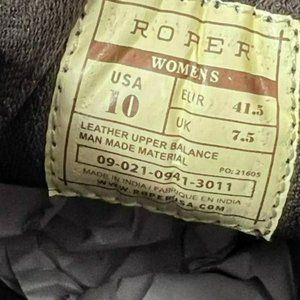 ROPER
WOMENS
USA
10
EUR 41.5
UK 7.5
LEATHER UPPER BALANCE
MAN MADE MATERIAL
PO: 21605
09-021-0941-3011
MADE IN INDIA / FABRIQUE EN INDIA
WWW.ROPERUSA.COM